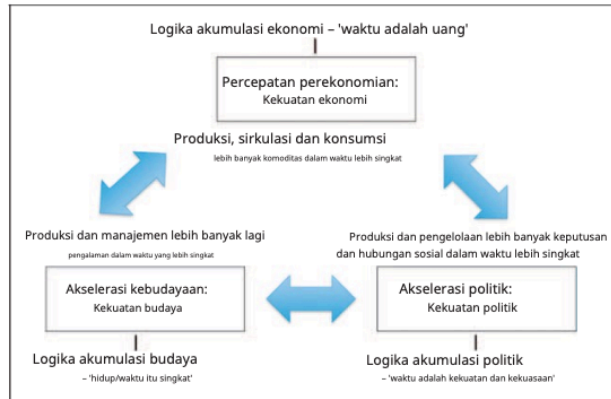 Logika akumulasi ekonomi – 'waktu adalah uang'
Percepatan perekonomian:
Kekuatan ekonomi
Produksi, sirkulasi dan konsumsi
lebih banyak komoditas dalam waktu lebih singkat
Produksi dan manajemen lebih banyak lagi
pengalaman dalam waktu yang lebih singkat
Akselerasi kebudayaan:
Kekuatan budaya
Logika akumulasi budaya
– 'hidup/waktu itu singkat'
Produksi dan pengelolaan lebih banyak keputusan
dan hubungan sosial dalam waktu lebih singkat
Akselerasi politik:
Kekuatan politik
Logika akumulasi politik
– 'waktu adalah kekuatan dan kekuasaan'